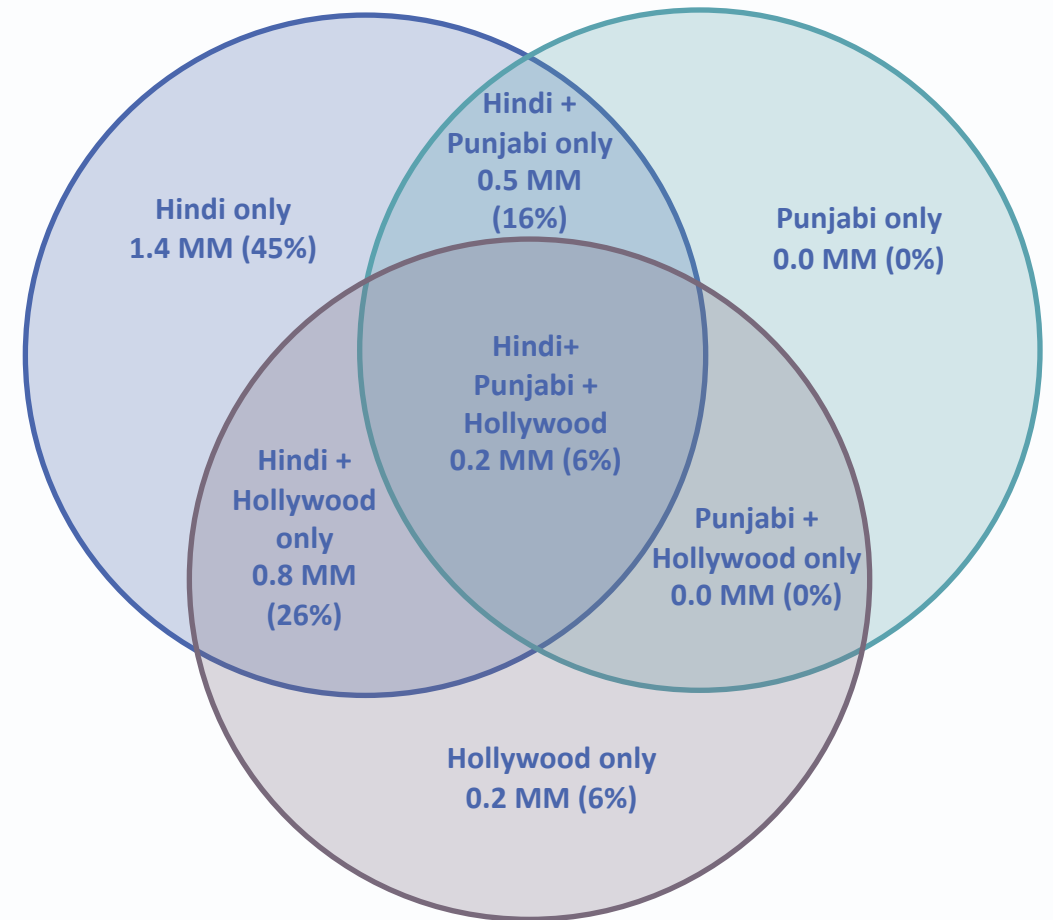 Hindi +
Punjabi only
0.5 MM
(16%)
Hindi only
1.4 MM (45%)
Punjabi only
0.0 MM (0%)
Hindi+
Punjabi +
Hollywood
0.2 MM (6%)
Hindi +
Hollywood
only
0.8 MM
(26%)
Punjabi +
Hollywood only
0.0 MM (0%)
Hollywood only
0.2 MM (6%)